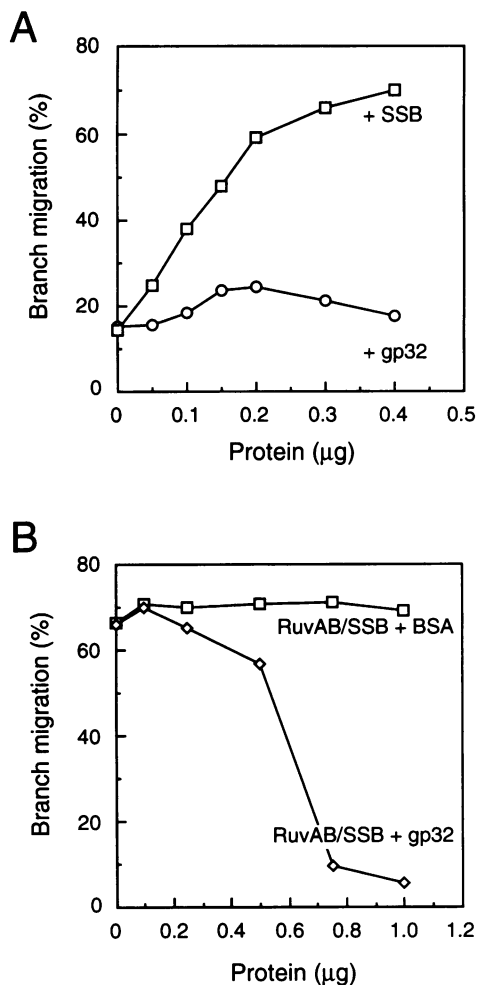 A
80
60
40
20
0
Branch migration (%)
+ SSB
+ gp32
0 0.1 0.2 0.3 0.4 0.5
Protein (µg)
B
80
60
40
20
0
Branch migration (%)
RuvAB/SSB + BSA
RuvAB/SSB + gp32
0 0.2 0.4 0.6 0.8 1.0 1.2
Protein (µg)